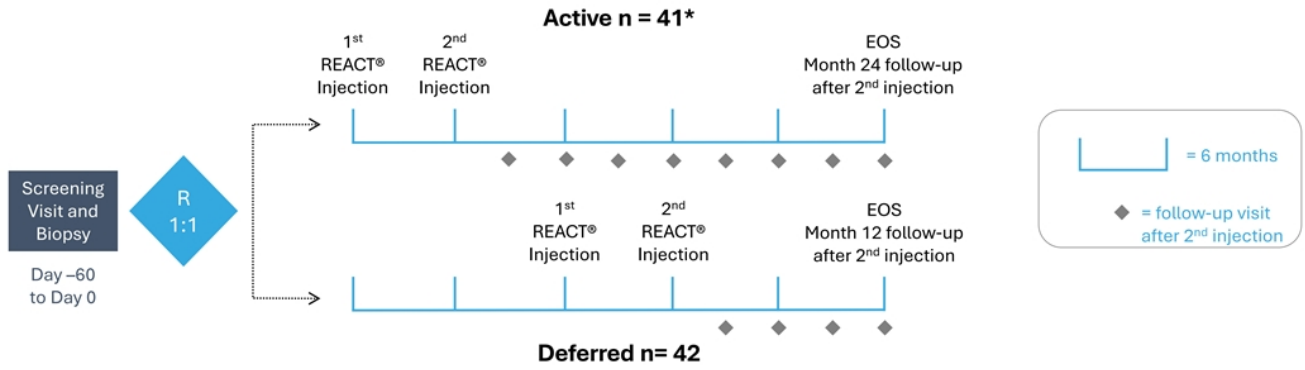 Active n = 41*
1st
REACT®
Injection
2nd
REACT®
Injection
EOS
Month 24 follow-up
after 2nd injection
Screening
Visit and
Biopsy
Day –60
to Day 0
R
1:1
1st
REACT®
Injection
2nd
REACT®
Injection
EOS
Month 12 follow-up
after 2nd injection
Deferred n= 42
= 6 months
= follow-up visit
after 2nd injection